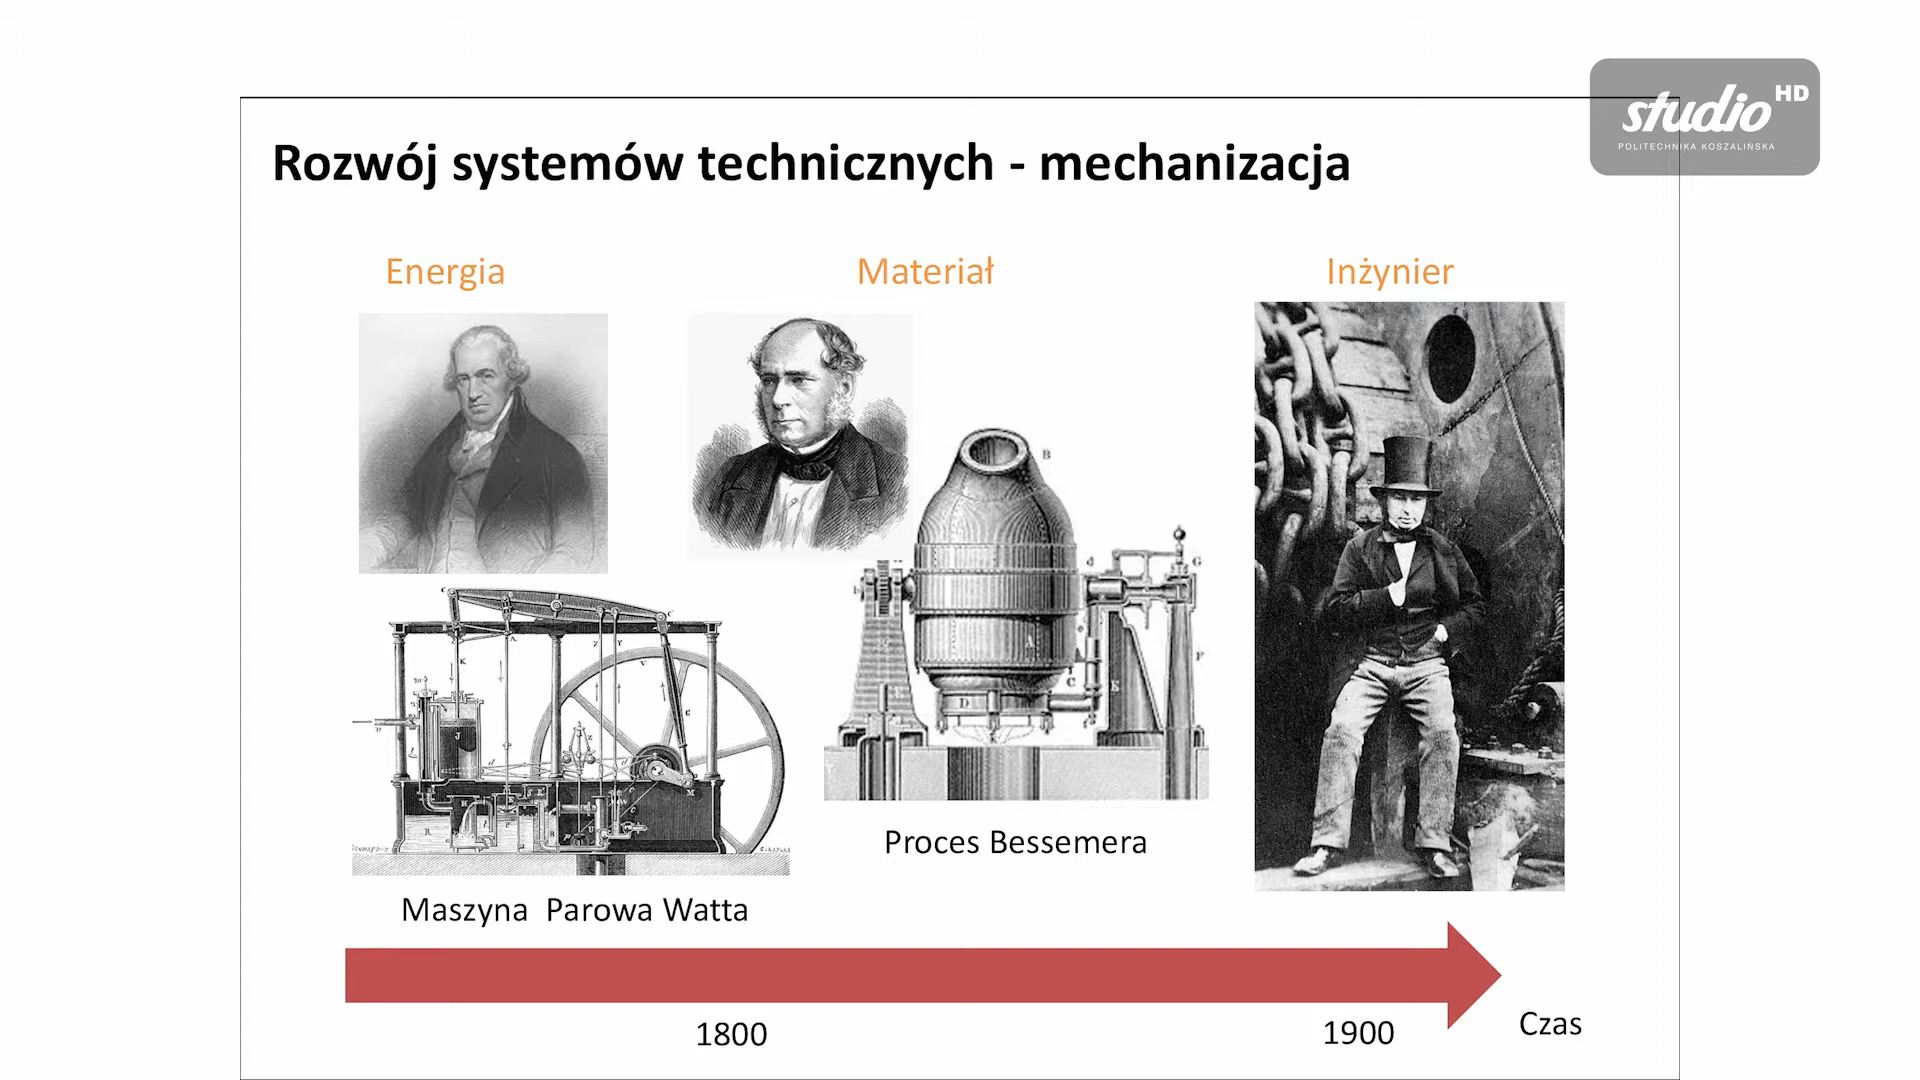 studio HD
POLITECHNIKA KOSZALIŃSKA
Rozwój systemów technicznych - mechanizacja
Energia
Materiał
Inżynier
Proces Bessemera
Maszyna Parowa Watta
1800
1900
Czas